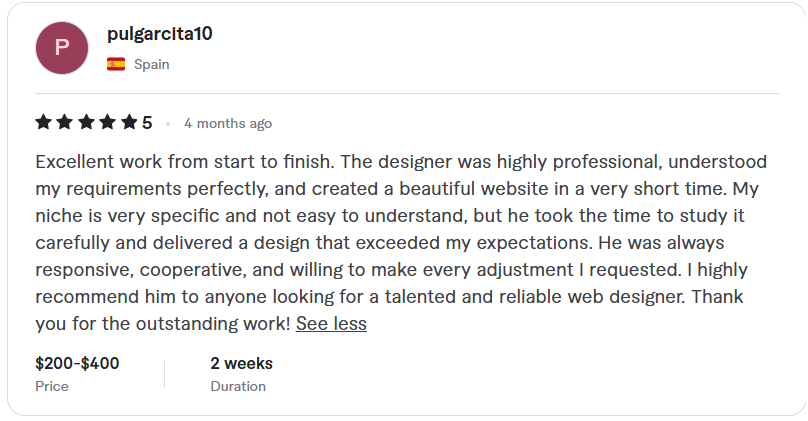 P
pulgarcita10
Spain
5 • 4 months ago
Excellent work from start to finish. The designer was highly professional, understood
my requirements perfectly, and created a beautiful website in a very short time. My
niche is very specific and not easy to understand, but he took the time to study it
carefully and delivered a design that exceeded my expectations. He was always
responsive, cooperative, and willing to make every adjustment I requested. I highly
recommend him to anyone looking for a talented and reliable web designer. Thank
you for the outstanding work! See less
$200-$400 2 weeks
Price Duration